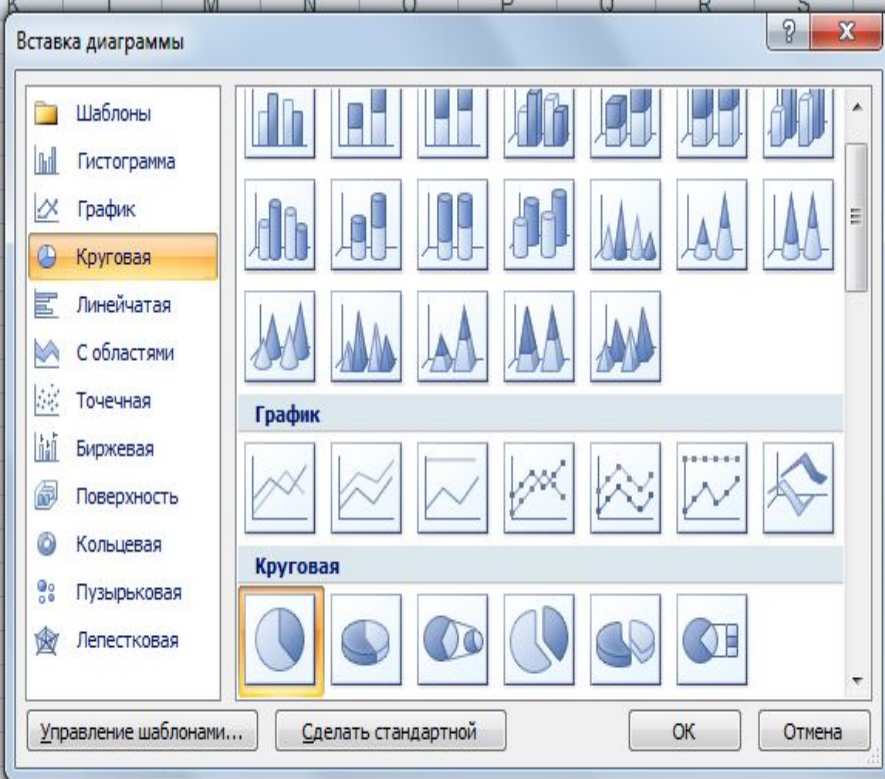 K L M N O P Q R S
Вставка диаграммы
Шаблоны
Гистограмма
График
Круговая
Линейчатая
С областями
Точечная
Биржевая
Поверхность
Кольцевая
Пузырьковая
Лепестковая
График
Круговая
Управление шаблонами...
Сделать стандартной
ОК
Отмена